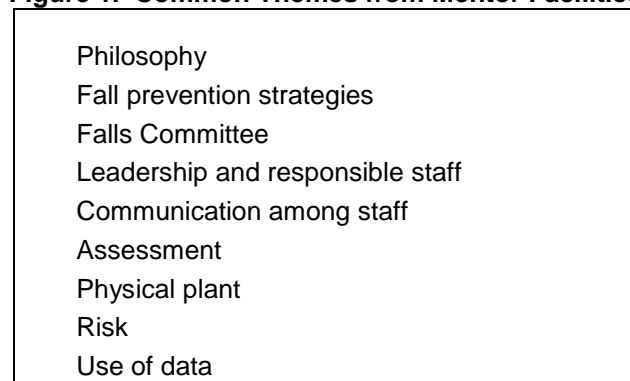 Figure 1: Common Themes from Mentor Facilities
Philosophy
Fall prevention strategies
Falls Committee
Leadership and responsible staff
Communication among staff
Assessment
Physical plant
Risk
Use of data